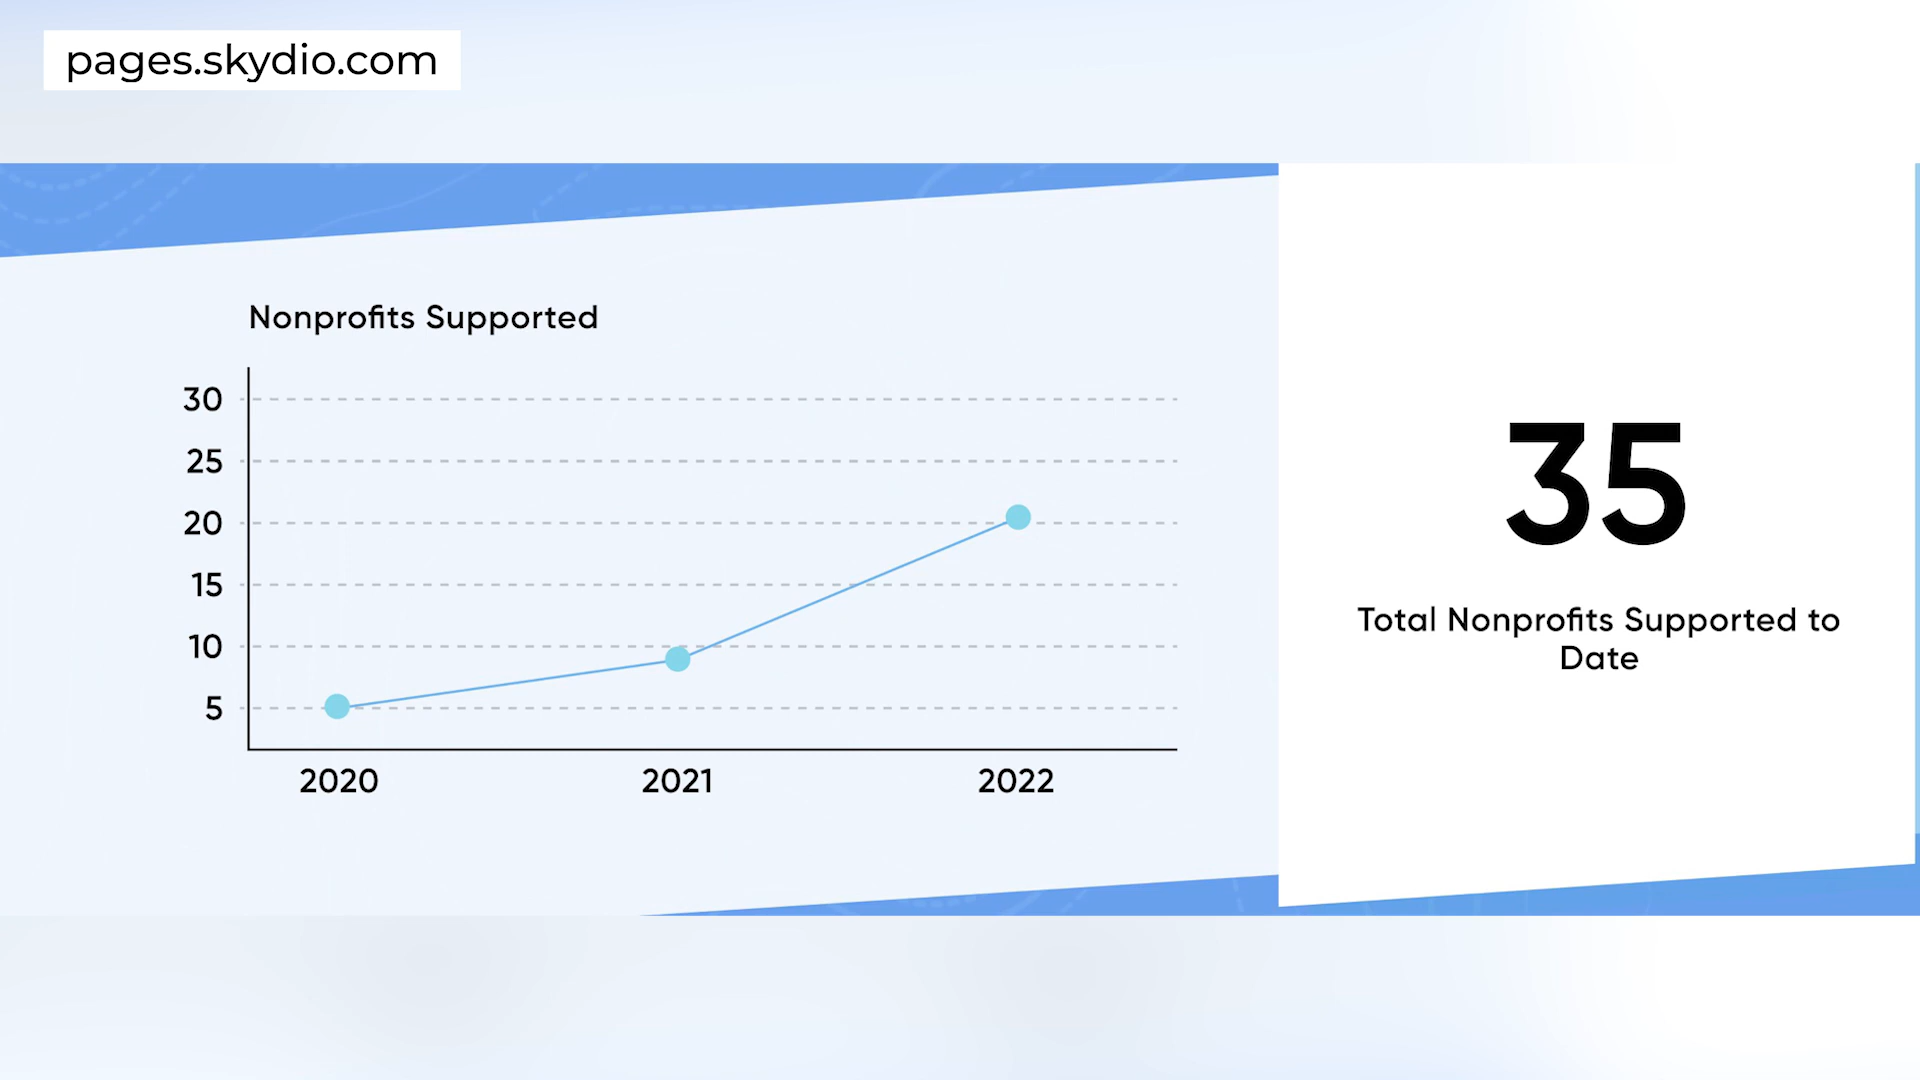 pages.skydio.com
Nonprofits Supported
30
25
20
15
10
5
2020 2021 2022
35
Total Nonprofits Supported to
Date